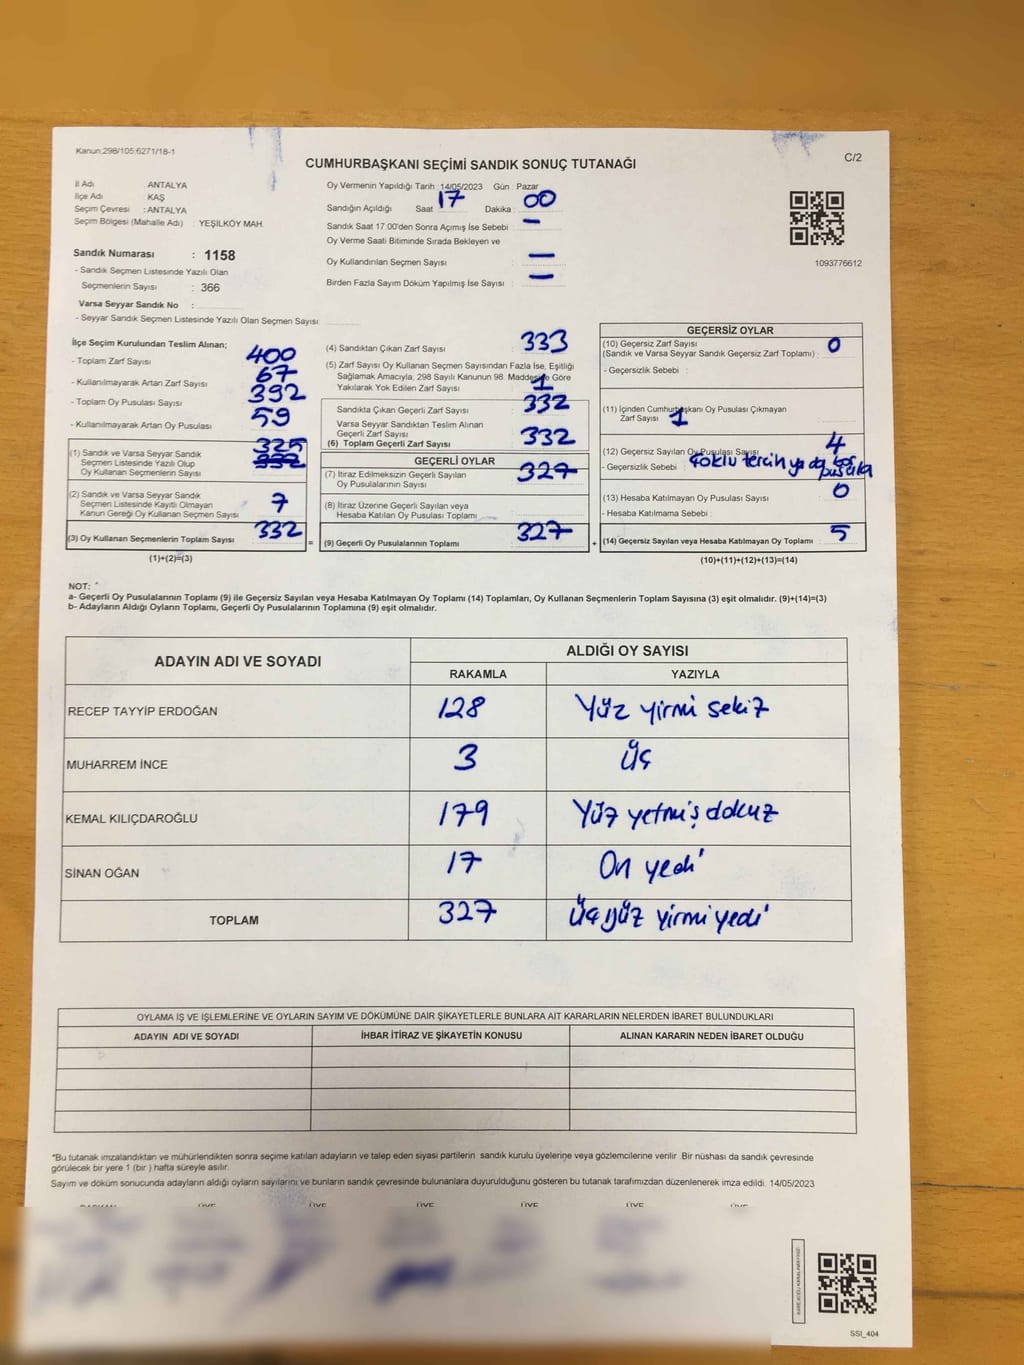 Kanun:298/105:6271/18-1
C/2
CUMHURBAŞKANI SEÇİMİ SANDIK SONUÇ TUTANAĞI
İl Adı ANTALYA
İlçe Adı KAŞ
Seçim Çevresi : ANTALYA
Seçim Bölgesi (Mahalle Adı) : YEŞİLKÖY MAH.
Sandık Numarası : 1158
- Sandık Seçmen Listesinde Yazılı Olan
Seçmenlerin Sayısı : 366
Varsa Seyyar Sandık No :
- Seyyar Sandık Seçmen Listesinde Yazılı Olan Seçmen Sayısı:
Oy Vermenin Yapıldığı Tarih : 14/05/2023 Gün : Pazar
Sandığın Açıldığı Saat : 17 Dakika : 00
Sandık Saat 17.00'den Sonra Açılmış İse Sebebi : –
Oy Verme Saati Bitiminde Sırada Bekleyen ve
Oy Kullandırılan Seçmen Sayısı : –
Birden Fazla Sayım Döküm Yapılmış İse Sayısı : –
1093776612
İlçe Seçim Kurulundan Teslim Alınan;
- Toplam Zarf Sayısı 400
- Kullanılmayarak Artan Zarf Sayısı 67
- Toplam Oy Pusulası Sayısı 392
- Kullanılmayarak Artan Oy Pusulası 59
(1) Sandık ve Varsa Seyyar Sandık 325
Seçmen Listesinde Yazılı Olup
Oy Kullanan Seçmenlerin Sayısı
(2) Sandık ve Varsa Seyyar Sandık
Seçmen Listesinde Kayıtlı Olmayan 7
Kanun Gereği Oy Kullanan Seçmen Sayısı
(3) Oy Kullanan Seçmenlerin Toplam Sayısı 332
(1)+(2)=(3)
(4) Sandıktan Çıkan Zarf Sayısı 333
(5) Zarf Sayısı Oy Kullanan Seçmen Sayısından Fazla İse, Eşitliği
Sağlamak Amacıyla, 298 Sayılı Kanunun 98. Maddesine Göre
Yakılarak Yok Edilen Zarf Sayısı : 1
Sandıkta Çıkan Geçerli Zarf Sayısı 332
Varsa Seyyar Sandıktan Teslim Alınan
Geçerli Zarf Sayısı
(6) Toplam Geçerli Zarf Sayısı 332
GEÇERLİ OYLAR
(7) İtiraz Edilmeksizin Geçerli Sayılan 327
Oy Pusulalarının Sayısı
(8) İtiraz Üzerine Geçerli Sayılan veya
Hesaba Katılan Oy Pusulası Toplamı
= (9) Geçerli Oy Pusulalarının Toplamı 327
GEÇERSİZ OYLAR
(10) Geçersiz Zarf Sayısı 0
(Sandık ve Varsa Seyyar Sandık Geçersiz Zarf Toplamı) :
- Geçersizlik Sebebi :
(11) İçinden Cumhurbaşkanı Oy Pusulası Çıkmayan
Zarf Sayısı 1
(12) Geçersiz Sayılan Oy Pusulası Sayısı 4
- Geçersizlik Sebebi : çoklu tercih ya da boş pusula
(13) Hesaba Katılmayan Oy Pusulası Sayısı 0
- Hesaba Katılmama Sebebi :
+ (14) Geçersiz Sayılan veya Hesaba Katılmayan Oy Toplamı 5
(10)+(11)+(12)+(13)=(14)
NOT:
a- Geçerli Oy Pusulalarının Toplamı (9) ile Geçersiz Sayılan veya Hesaba Katılmayan Oy Toplamı (14) Toplamları, Oy Kullanan Seçmenlerin Toplam Sayısına (3) eşit olmalıdır. (9)+(14)=(3)
b- Adayların Aldığı Oyların Toplamı, Geçerli Oy Pusulalarının Toplamına (9) eşit olmalıdır.
ADAYIN ADI VE SOYADI ALDIĞI OY SAYISI
RAKAMLA YAZIYLA
RECEP TAYYİP ERDOĞAN 128 Yüz yirmi sekiz
MUHARREM İNCE 3 Üç
KEMAL KILIÇDAROĞLU 179 Yüz yetmiş dokuz
SİNAN OĞAN 17 On yedi
TOPLAM 327 Üçyüz yirmi yedi
OYLAMA İŞ VE İŞLEMLERİNE VE OYLARIN SAYIM VE DÖKÜMÜNE DAİR ŞİKAYETLERLE BUNLARA AİT KARARLARIN NELERDEN İBARET BULUNDUKLARI
ADAYIN ADI VE SOYADI İHBAR İTİRAZ VE ŞİKAYETİN KONUSU ALINAN KARARIN NEDEN İBARET OLDUĞU
*Bu tutanak imzalandıktan ve mühürlendikten sonra seçime katılan adayların ve talep eden siyasi partilerin sandık kurulu üyelerine veya gözlemcilerine verilir. Bir nüshası da sandık çevresinde
görülecek bir yere 1 (bir ) hafta süreyle asılır.
Sayım ve döküm sonucunda adayların aldığı oyların sayılarını ve bunların sandık çevresinde bulunanlara duyurulduğunu gösteren bu tutanak tarafımızdan düzenlenerek imza edildi. 14/05/2023
BAŞKAN ÜYE ÜYE ÜYE ÜYE ÜYE ÜYE
SSI_404